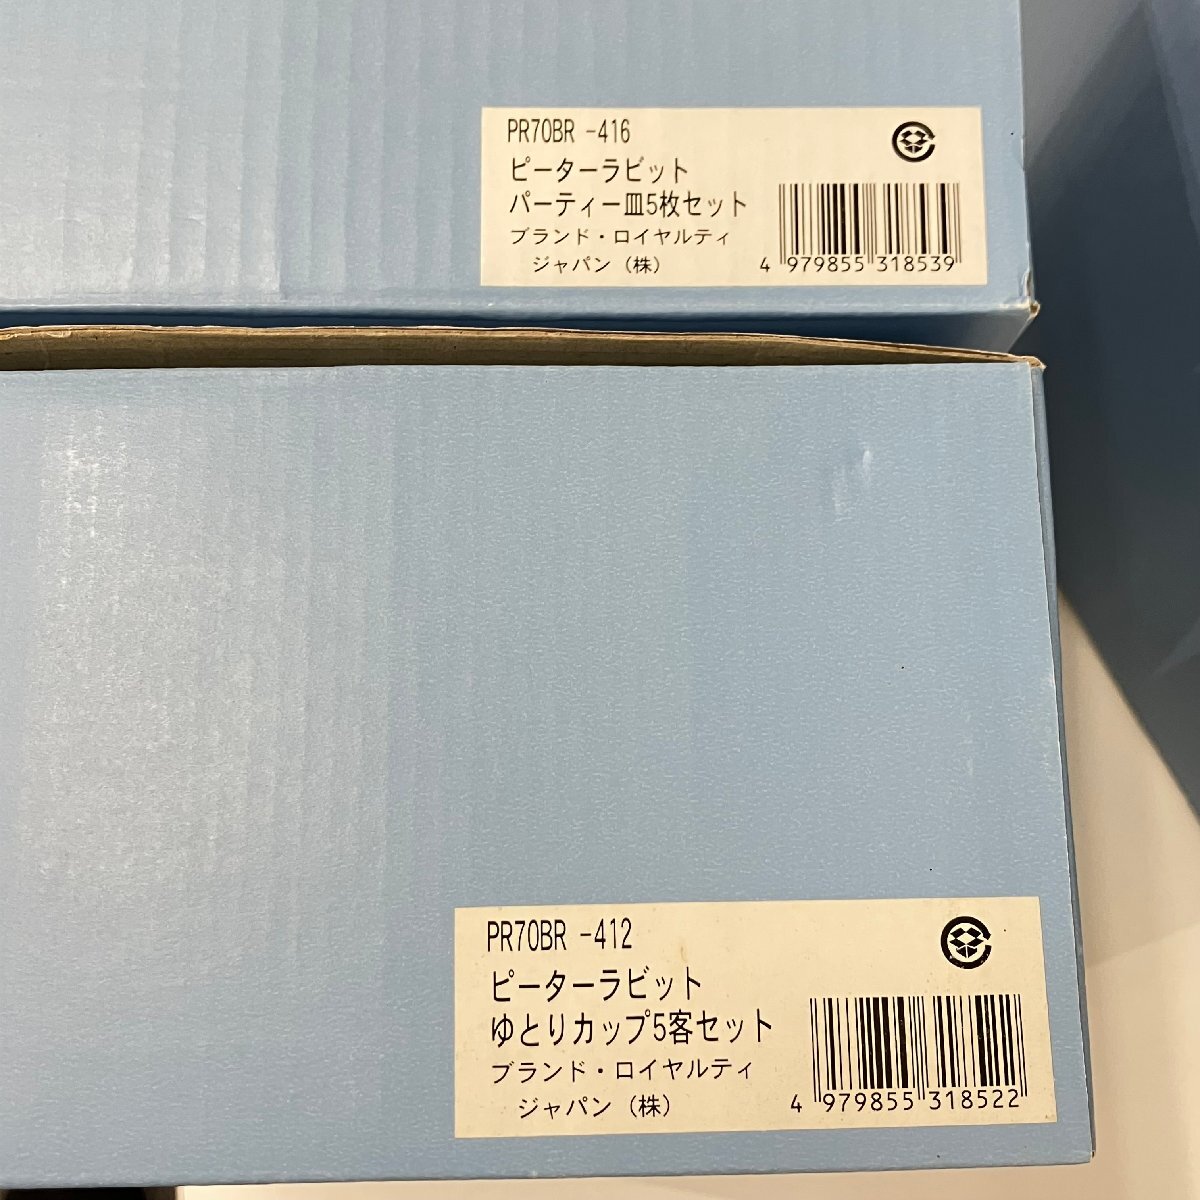 PR70BR -416
ピーターラビット
パーティー皿5枚セット
ブランド・ロイヤルティ
ジャパン（株）
4 979855 318539
PR70BR -412
ピーターラビット
ゆとりカップ5客セット
ブランド・ロイヤルティ
ジャパン（株）
4 979855 318522